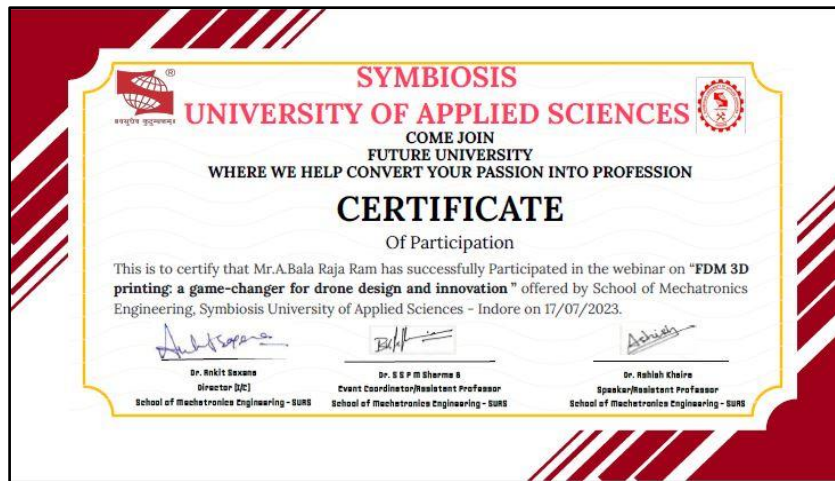 SYMBIOSIS
UNIVERSITY OF APPLIED SCIENCES
®
वसुधैव कुटुम्बकम्
COME JOIN
FUTURE UNIVERSITY
WHERE WE HELP CONVERT YOUR PASSION INTO PROFESSION
CERTIFICATE
Of Participation
This is to certify that Mr.A.Bala Raja Ram has successfully Participated in the webinar on “FDM 3D
printing: a game-changer for drone design and innovation ” offered by School of Mechatronics
Engineering, Symbiosis University of Applied Sciences - Indore on 17/07/2023.
Ashish
Dr. Ankit Saxena
Director (I/C)
School of Mechatronics Engineering - SUAS
Dr. S S P M Sharma B
Event Coordinator/Assistant Professor
School of Mechatronics Engineering - SUAS
Dr. Ashish Khaire
Speaker/Assistant Professor
School of Mechatronics Engineering - SUAS